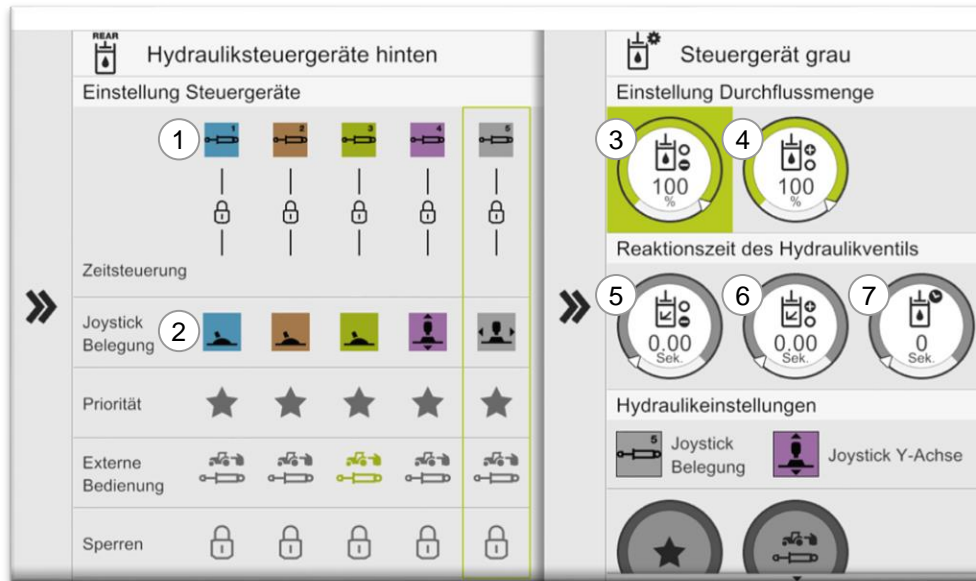 REAR
Hydrauliksteuergeräte hinten
Einstellung Steuergeräte
1
1 2 3 4 5
Zeitsteuerung
Joystick
Belegung
2
Priorität
Externe
Bedienung
Sperren
Steuergerät grau
Einstellung Durchflussmenge
3 4
100 100
% %
Reaktionszeit des Hydraulikventils
5 6 7
0.00 0.00 0
Sek. Sek. Sek.
Hydraulikeinstellungen
5
Joystick
Belegung
Joystick Y-Achse